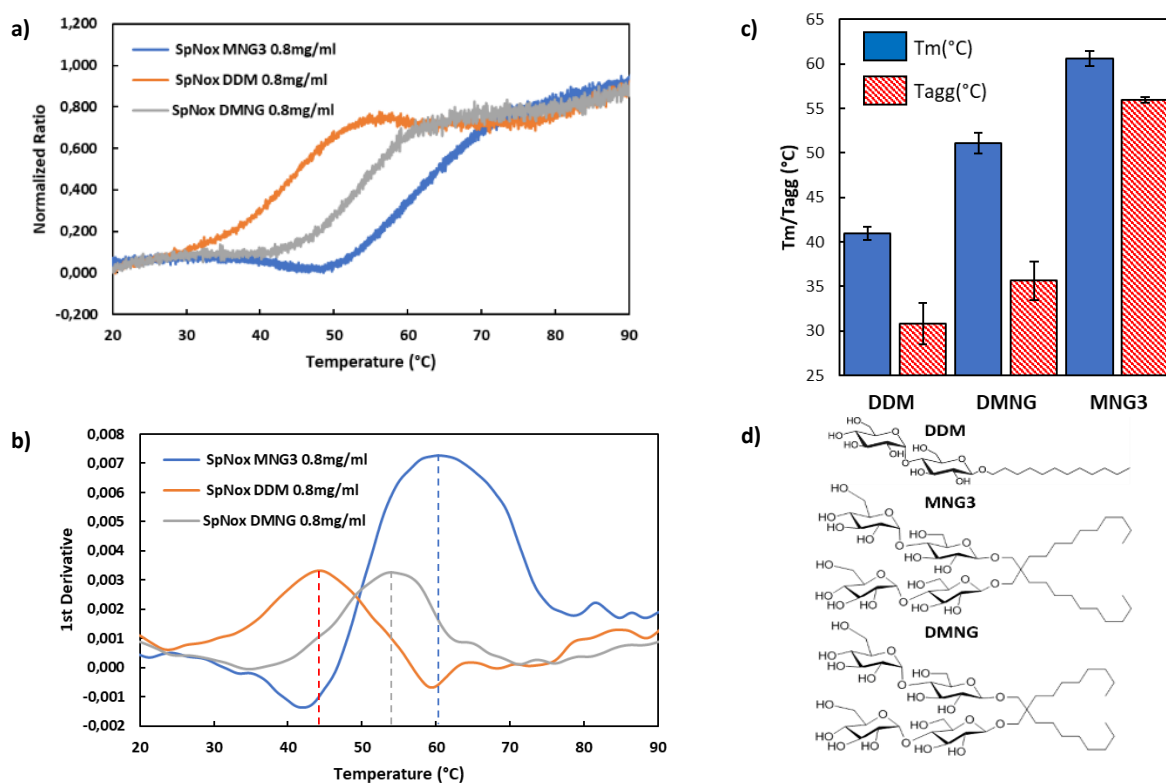 a)
1,200
1,000
0,800
0,600
0,400
0,200
0,000
-0,200
Normalized Ratio
SpNox MNG3 0.8mg/ml
SpNox DDM 0.8mg/ml
SpNox DMNG 0.8mg/ml
20 30 40 50 60 70 80 90
Temperature (°C)
b)
0,008
0,007
0,006
0,005
0,004
0,003
0,002
0,001
0,000
-0,001
-0,002
1st Derivative
SpNox MNG3 0.8mg/ml
SpNox DDM 0.8mg/ml
SpNox DMNG 0.8mg/ml
20 30 40 50 60 70 80 90
Temperature (°C)
c)
65
60
55
50
45
40
35
30
25
Tm/Tagg (°C)
Tm(°C)
Tagg(°C)
DDM DMNG MNG3
d)
DDM
MNG3
DMNG